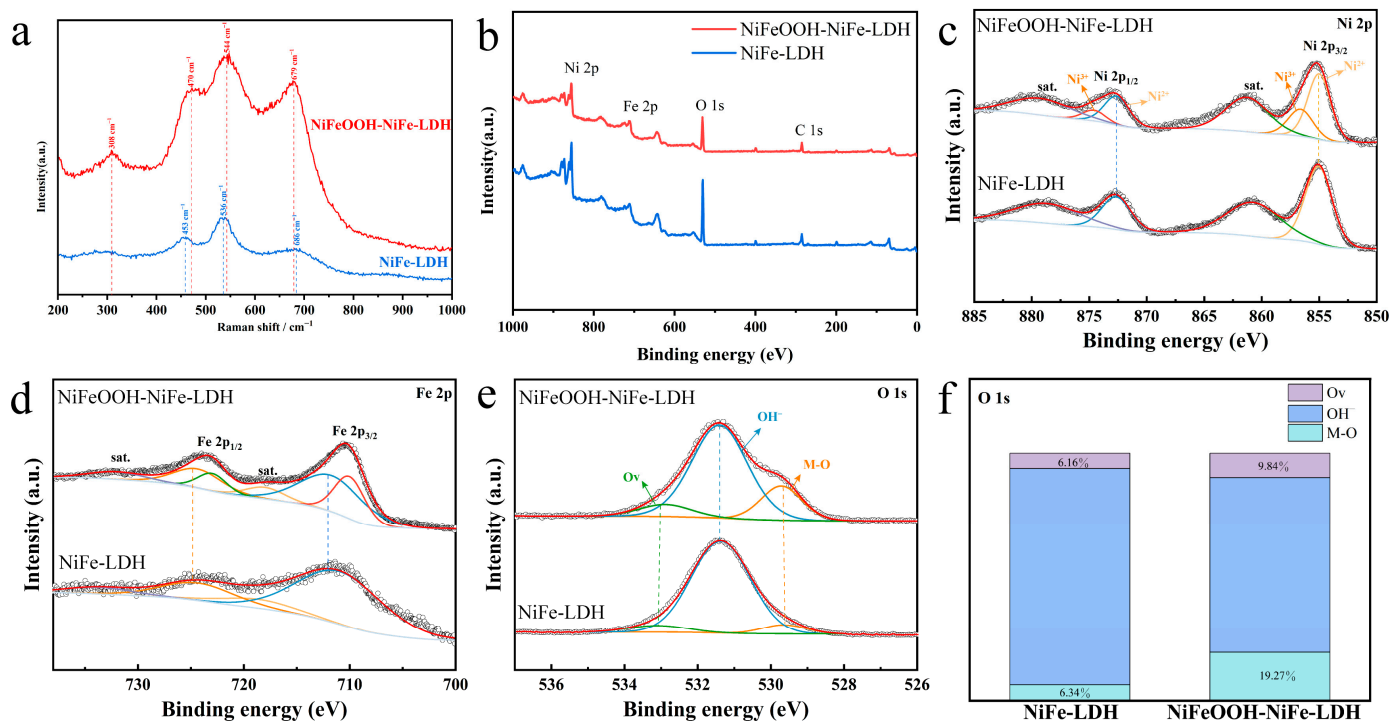 a
308 cm⁻¹
470 cm⁻¹
544 cm⁻¹
679 cm⁻¹
NiFeOOH-NiFe-LDH
453 cm⁻¹
536 cm⁻¹
686 cm⁻¹
NiFe-LDH
Intensity(a.u.)
200 300 400 500 600 700 800 900 1000
Raman shift / cm⁻¹
b
NiFeOOH-NiFe-LDH
NiFe-LDH
Ni 2p
Fe 2p
O 1s
C 1s
Intensity(a.u.)
1000 800 600 400 200 0
Binding energy (eV)
c
NiFeOOH-NiFe-LDH
Ni 2p
Ni 2p3/2
sat.
Ni³⁺
Ni 2p1/2
Ni²⁺
sat.
Ni³⁺
Ni²⁺
NiFe-LDH
Intensity (a.u.)
885 880 875 870 865 860 855 850
Binding energy (eV)
d
NiFeOOH-NiFe-LDH
Fe 2p
sat.
Fe 2p1/2
sat.
Fe 2p3/2
NiFe-LDH
Intensity (a.u.)
730 720 710 700
Binding energy (eV)
e
NiFeOOH-NiFe-LDH
O 1s
OH⁻
Ov
M-O
NiFe-LDH
Intensity (a.u.)
536 534 532 530 528 526
Binding energy (eV)
f
O 1s
Ov
OH⁻
M-O
6.16%
9.84%
6.34%
19.27%
NiFe-LDH
NiFeOOH-NiFe-LDH